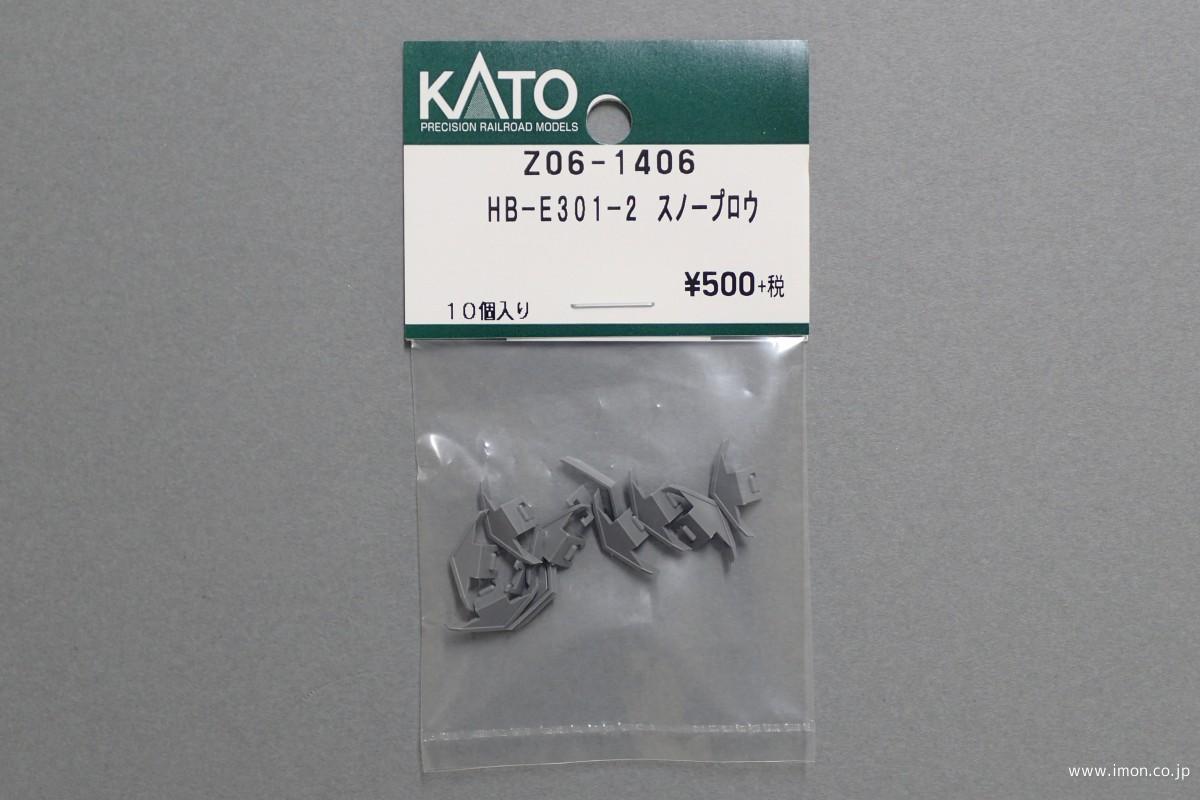 KATO
PRECISION RAILROAD MODELS
Z06-1406
HB-E301-2 スノープロウ
¥500+税
10個入り
www.imon.co.jp